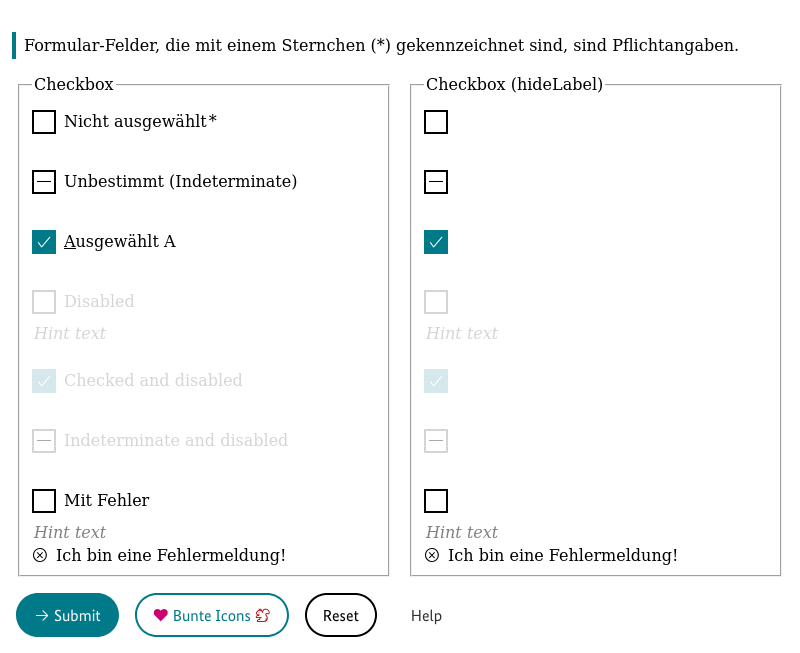 Formular-Felder, die mit einem Sternchen (*) gekennzeichnet sind, sind Pflichtangaben.
Checkbox
Nicht ausgewählt*
Unbestimmt (Indeterminate)
Ausgewählt A
Disabled
Hint text
Checked and disabled
Indeterminate and disabled
Mit Fehler
Hint text
Ich bin eine Fehlermeldung!
Checkbox (hideLabel)
Hint text
Hint text
Ich bin eine Fehlermeldung!
Submit
Bunte Icons
Reset
Help